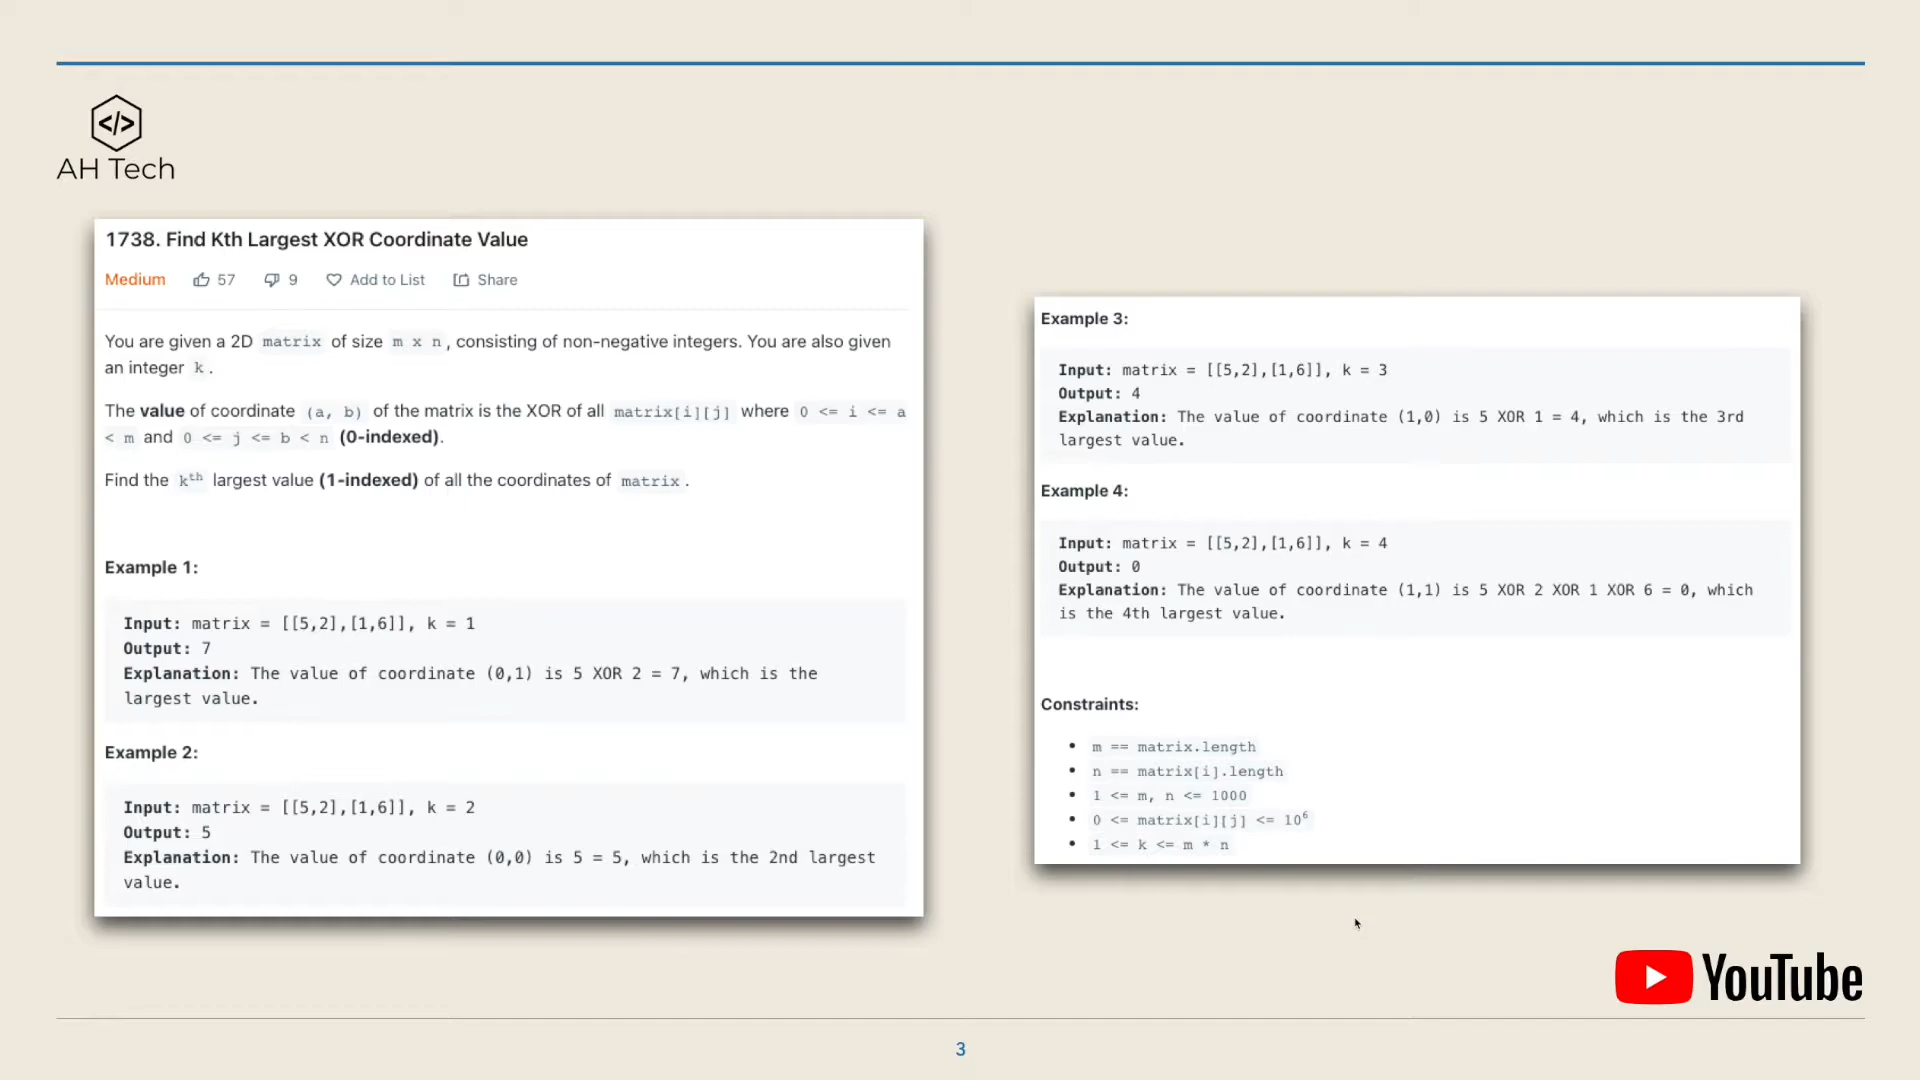 </>
AH Tech
1738. Find Kth Largest XOR Coordinate Value
Medium 57 9 Add to List Share
You are given a 2D matrix of size m x n, consisting of non-negative integers. You are also given
an integer k.
The value of coordinate (a, b) of the matrix is the XOR of all matrix[i][j] where 0 <= i <= a
< m and 0 <= j <= b < n (0-indexed).
Find the kth largest value (1-indexed) of all the coordinates of matrix.
Example 1:
Input: matrix = [[5,2],[1,6]], k = 1
Output: 7
Explanation: The value of coordinate (0,1) is 5 XOR 2 = 7, which is the
largest value.
Example 2:
Input: matrix = [[5,2],[1,6]], k = 2
Output: 5
Explanation: The value of coordinate (0,0) is 5 = 5, which is the 2nd largest
value.
Example 3:
Input: matrix = [[5,2],[1,6]], k = 3
Output: 4
Explanation: The value of coordinate (1,0) is 5 XOR 1 = 4, which is the 3rd
largest value.
Example 4:
Input: matrix = [[5,2],[1,6]], k = 4
Output: 0
Explanation: The value of coordinate (1,1) is 5 XOR 2 XOR 1 XOR 6 = 0, which
is the 4th largest value.
Constraints:
• m == matrix.length
• n == matrix[i].length
• 1 <= m, n <= 1000
• 0 <= matrix[i][j] <= 10⁶
• 1 <= k <= m * n
YouTube
3